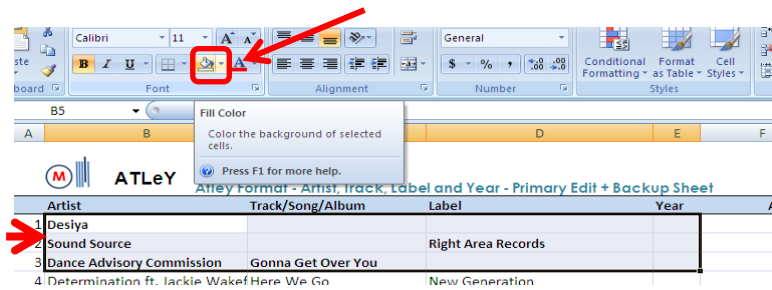 Calibri 11 A A General
ste B I U A $ % , .00 .00 Conditional Format Cell
Formatting as Table Styles
board Font Alignment Number Styles
B5
Fill Color
Color the background of selected
cells.
Press F1 for more help.
A B D E F
M ATLeY
Atley Format - Artist, Track, Label and Year - Primary Edit + Backup Sheet
Artist Track/Song/Album Label Year A
1 Desiya
2 Sound Source Right Area Records
3 Dance Advisory Commission Gonna Get Over You
4 Determination ft. Jackie Wakef Here We Go New Generation